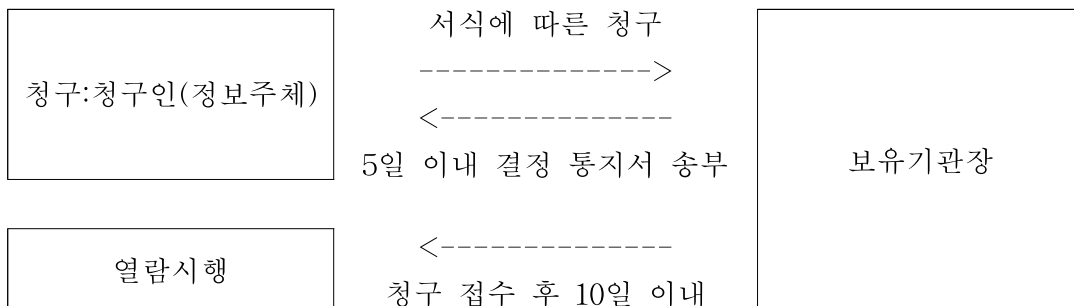 서식에 따른 청구
-------------->
청구:청구인(정보주체)
<--------------
5일 이내 결정 통지서 송부
보유기관장
<--------------
열람시행
청구 접수 후 10일 이내